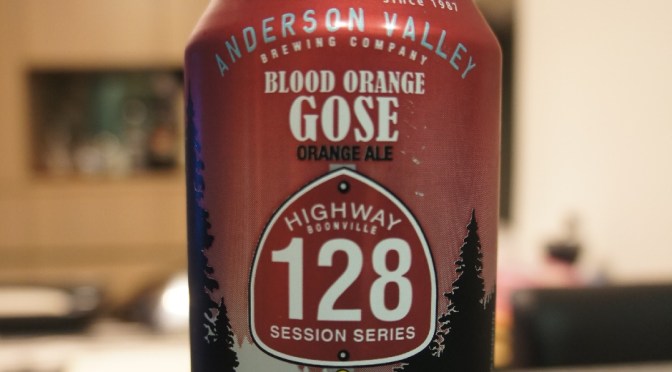 since 1987
ANDERSON VALLEY
BREWING COMPANY
BLOOD ORANGE
GOSE
ORANGE ALE
HIGHWAY
BOONVILLE
128
SESSION SERIES